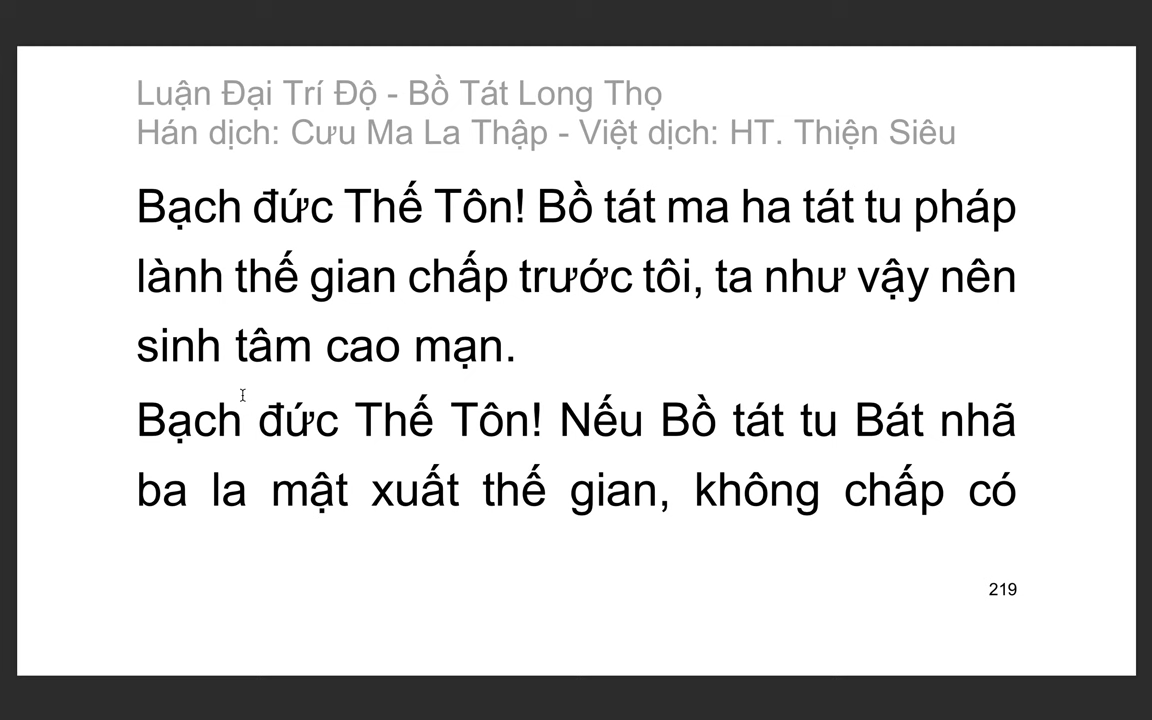 Luận Đại Trí Độ - Bồ Tát Long Thọ
Hán dịch: Cưu Ma La Thập - Việt dịch: HT. Thiện Siêu
Bạch đức Thế Tôn! Bồ tát ma ha tát tu pháp
lành thế gian chấp trước tôi, ta như vậy nên
sinh tâm cao mạn.
Bạch đức Thế Tôn! Nếu Bồ tát tu Bát nhã
ba la mật xuất thế gian, không chấp có
219